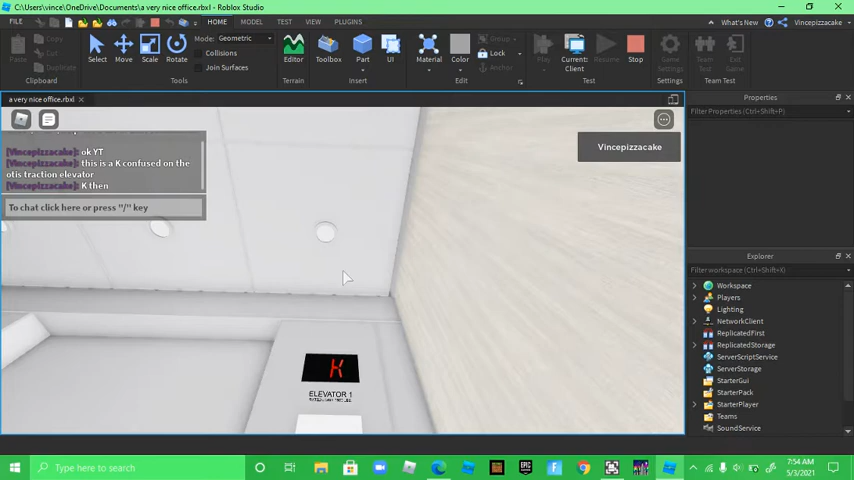 C:\Users\vince\OneDrive\Documents\a very nice office.rbxl - Roblox Studio
FILE
HOME MODEL TEST VIEW PLUGINS
What's New Vincepizzacake
Paste
Copy
Cut
Duplicate
Clipboard
Select Move Scale Rotate
Mode: Geometric
Collisions
Join Surfaces
Tools
Editor
Terrain
Toolbox Part UI
Insert
Material Color
Group
Lock
Anchor
Edit
Play
Current:
Client
Resume
Stop
Test
Game
Settings
Settings
Team
Test
Exit
Game
Team Test
a very nice office.rbxl
Properties
Filter Properties (Ctrl+Shift+P)
[Vincepizzacake]: ok YT
[Vincepizzacake]: this is a K confused on the
otis traction elevator
[Vincepizzacake]: K then
To chat click here or press "/" key
Vincepizzacake
K
ELEVATOR 1
Explorer
Filter workspace (Ctrl+Shift+X)
Workspace
Players
Lighting
NetworkClient
ReplicatedFirst
ReplicatedStorage
ServerScriptService
ServerStorage
StarterGui
StarterPack
StarterPlayer
Teams
SoundService
Type here to search
7:54 AM
5/3/2021